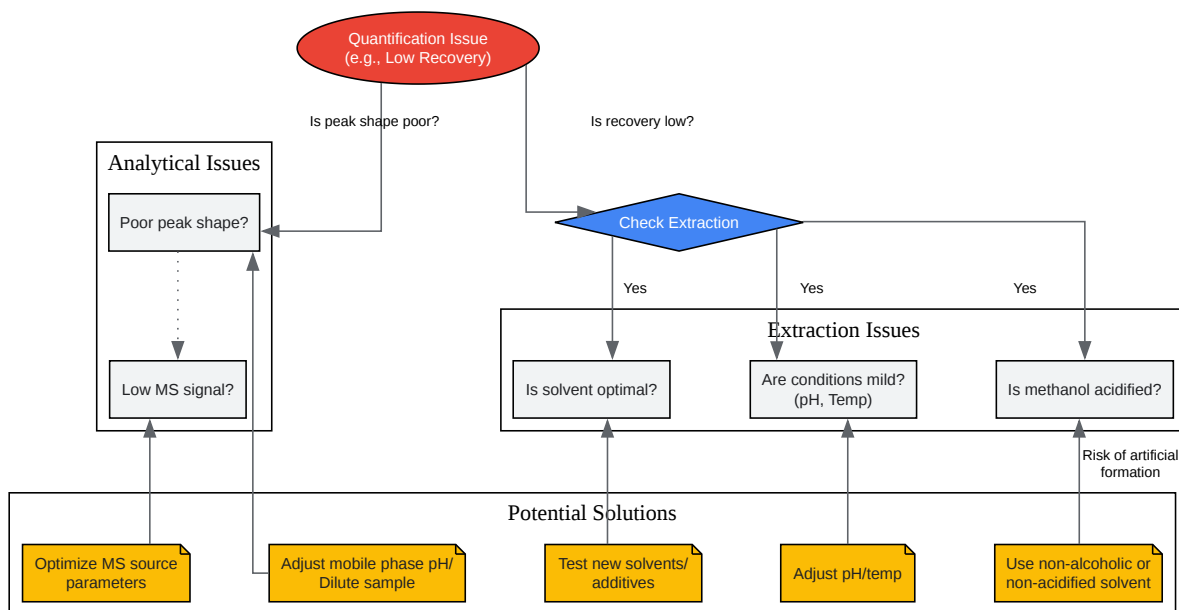 Quantification Issue
(e.g., Low Recovery)
Is peak shape poor?
Is recovery low?
Analytical Issues
Poor peak shape?
Check Extraction
Yes
Yes
Yes
Extraction Issues
Low MS signal?
Is solvent optimal?
Are conditions mild?
(pH, Temp)
Is methanol acidified?
Risk of artificial
formation
Potential Solutions
Optimize MS source
parameters
Adjust mobile phase pH/
Dilute sample
Test new solvents/
additives
Adjust pH/temp
Use non-alcoholic or
non-acidified solvent